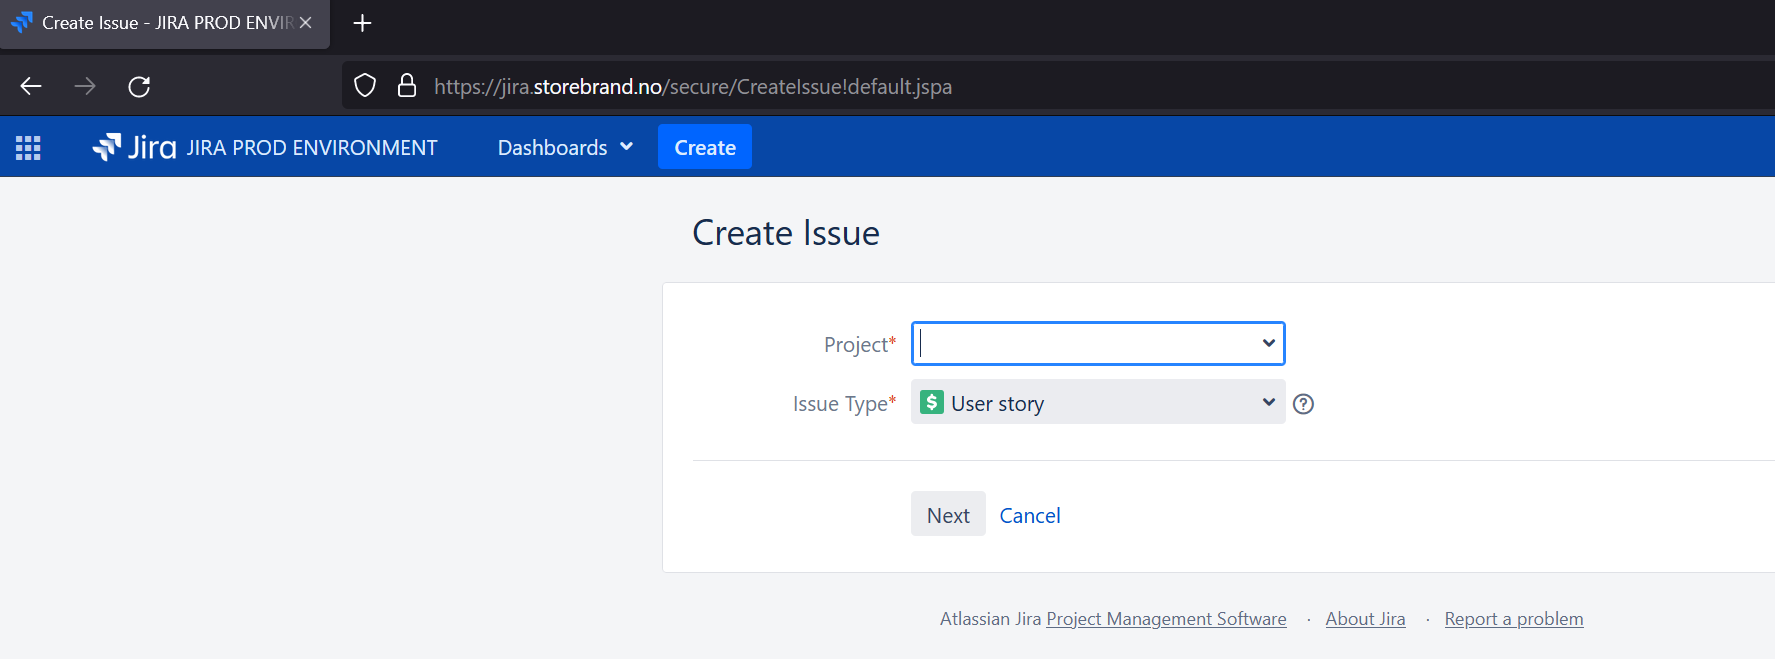 Create Issue - JIRA PROD ENVIR
https://jira.storebrand.no/secure/CreateIssue!default.jspa
Jira JIRA PROD ENVIRONMENT Dashboards Create
Create Issue
Project*
Issue Type* $ User story ?
Next Cancel
Atlassian Jira Project Management Software · About Jira · Report a problem